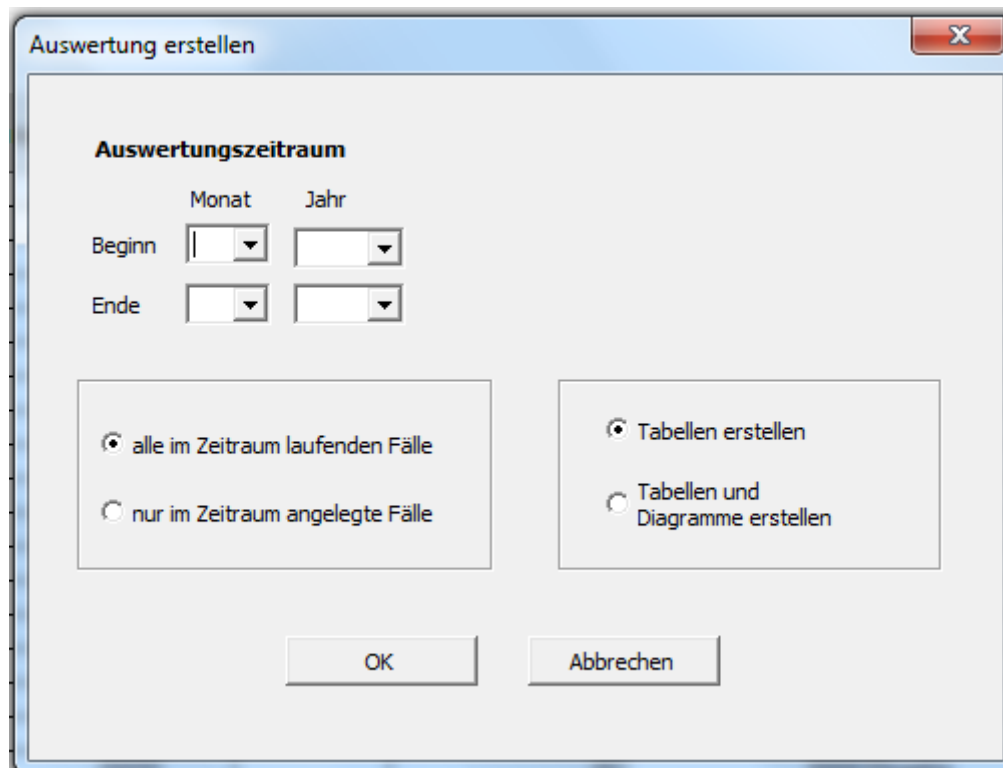 Auswertung erstellen
Auswertungszeitraum
Monat Jahr
Beginn
Ende
alle im Zeitraum laufenden Fälle
nur im Zeitraum angelegte Fälle
Tabellen erstellen
Tabellen und
Diagramme erstellen
OK Abbrechen